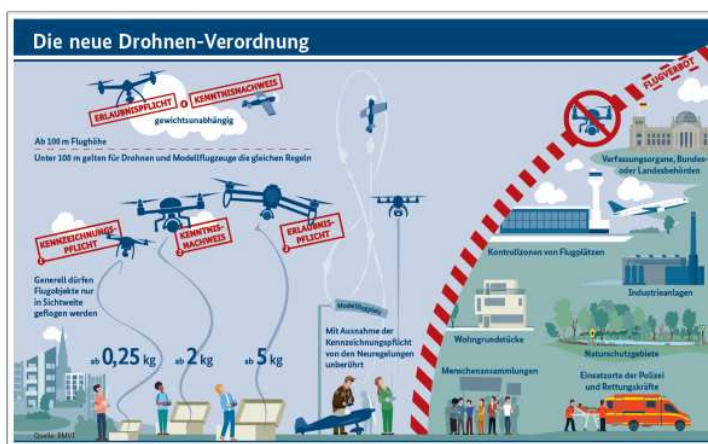 Die neue Drohnen-Verordnung
ERLAUBNISPFLICHT
KENNTNISNACHWEIS
gewichtsunabhängig
Ab 100 m Flughöhe
Unter 100 m gelten für Drohnen und Modellflugzeuge die gleichen Regeln
KENNZEICHNUNGS-
PFLICHT
KENNTNIS-
NACHWEIS
ERLAUBNIS-
PFLICHT
Generell dürfen
Flugobjekte nur
in Sichtweite
geflogen werden
ab 0,25 kg
ab 2 kg
ab 5 kg
Modellflugplatz
Mit Ausnahme der
Kennzeichnungspflicht
von den Neuregelungen
unberührt
FLUGVERBOT
Verfassungsorgane, Bundes-
oder Landesbehörden
Kontrollzonen von Flugplätzen
Industrieanlagen
Wohngrundstücke
Naturschutzgebiete
Menschenansammlungen
Einsatzorte der Polizei
und Rettungskräfte
Quelle: BMVI